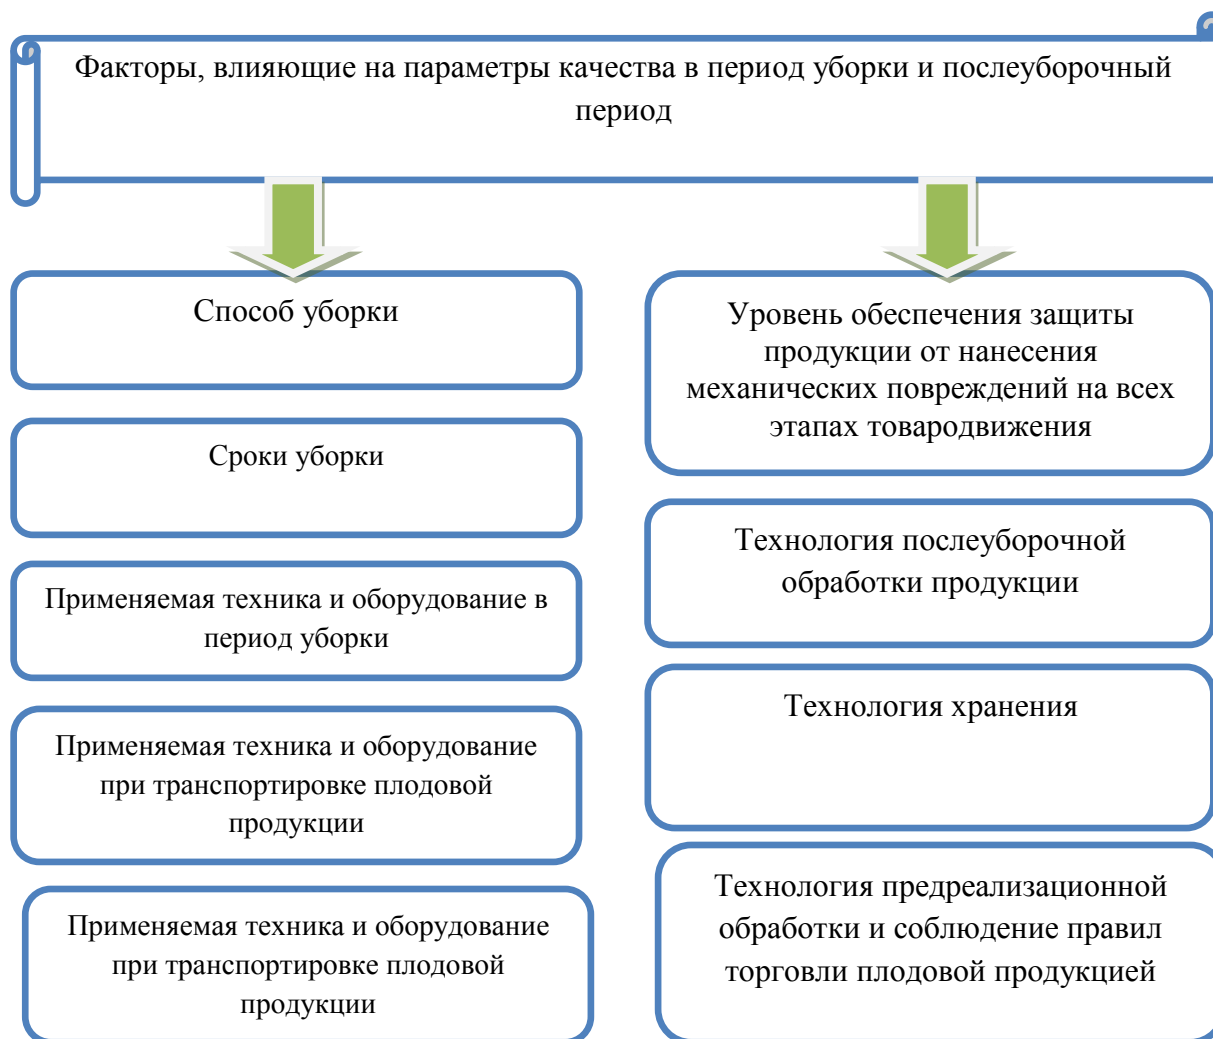 Факторы, влияющие на параметры качества в период уборки и послеуборочный
период
Способ уборки
Сроки уборки
Применяемая техника и оборудование в
период уборки
Применяемая техника и оборудование
при транспортировке плодовой
продукции
Применяемая техника и оборудование
при транспортировке плодовой
продукции
Уровень обеспечения защиты
продукции от нанесения
механических повреждений на всех
этапах товародвижения
Технология послеуборочной
обработки продукции
Технология хранения
Технология предреализационной
обработки и соблюдение правил
торговли плодовой продукцией